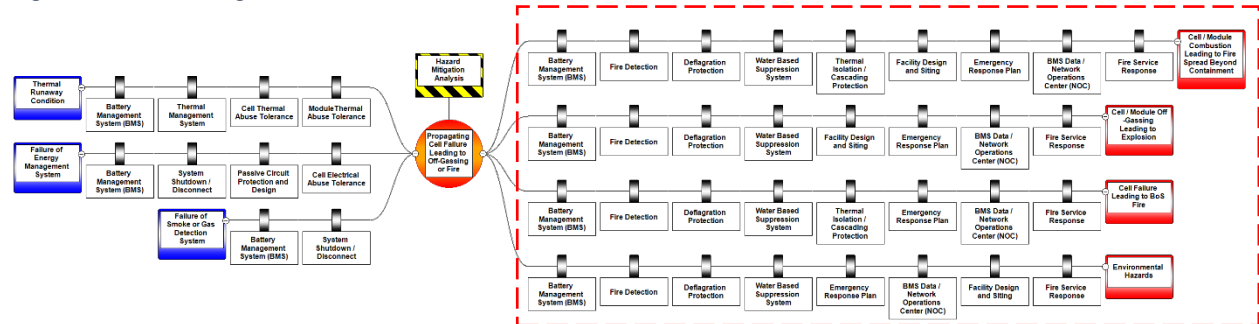 Hazard
Mitigation
Analysis
Propagating
Cell Failure
Leading to
Off-Gassing
or Fire
Thermal
Runaway
Condition
Battery
Management
System (BMS)
Thermal
Management
System
Cell Thermal
Abuse Tolerance
Module Thermal
Abuse Tolerance
Failure of
Energy
Management
System
Battery
Management
System (BMS)
System
Shutdown /
Disconnect
Passive Circuit
Protection and
Design
Cell Electrical
Abuse Tolerance
Failure of
Smoke or Gas
Detection
System
Battery
Management
System (BMS)
System
Shutdown /
Disconnect
Battery
Management
System (BMS)
Fire Detection
Deflagration
Protection
Water Based
Suppression
System
Thermal
Isolation /
Cascading
Protection
Facility Design
and Siting
Emergency
Response Plan
BMS Data /
Network
Operations
Center (NOC)
Fire Service
Response
Cell / Module
Combustion
Leading to Fire
Spread Beyond
Containment
Battery
Management
System (BMS)
Fire Detection
Deflagration
Protection
Water Based
Suppression
System
Facility Design
and Siting
Emergency
Response Plan
BMS Data /
Network
Operations
Center (NOC)
Fire Service
Response
Cell / Module Off
-Gassing
Leading to
Explosion
Battery
Management
System (BMS)
Fire Detection
Deflagration
Protection
Water Based
Suppression
System
Thermal
Isolation /
Cascading
Protection
Emergency
Response Plan
BMS Data /
Network
Operations
Center (NOC)
Fire Service
Response
Cell Failure
Leading to BoS
Fire
Battery
Management
System (BMS)
Fire Detection
Deflagration
Protection
Water Based
Suppression
System
Emergency
Response Plan
BMS Data /
Network
Operations
Center (NOC)
Facility Design
and Siting
Fire Service
Response
Environmental
Hazards